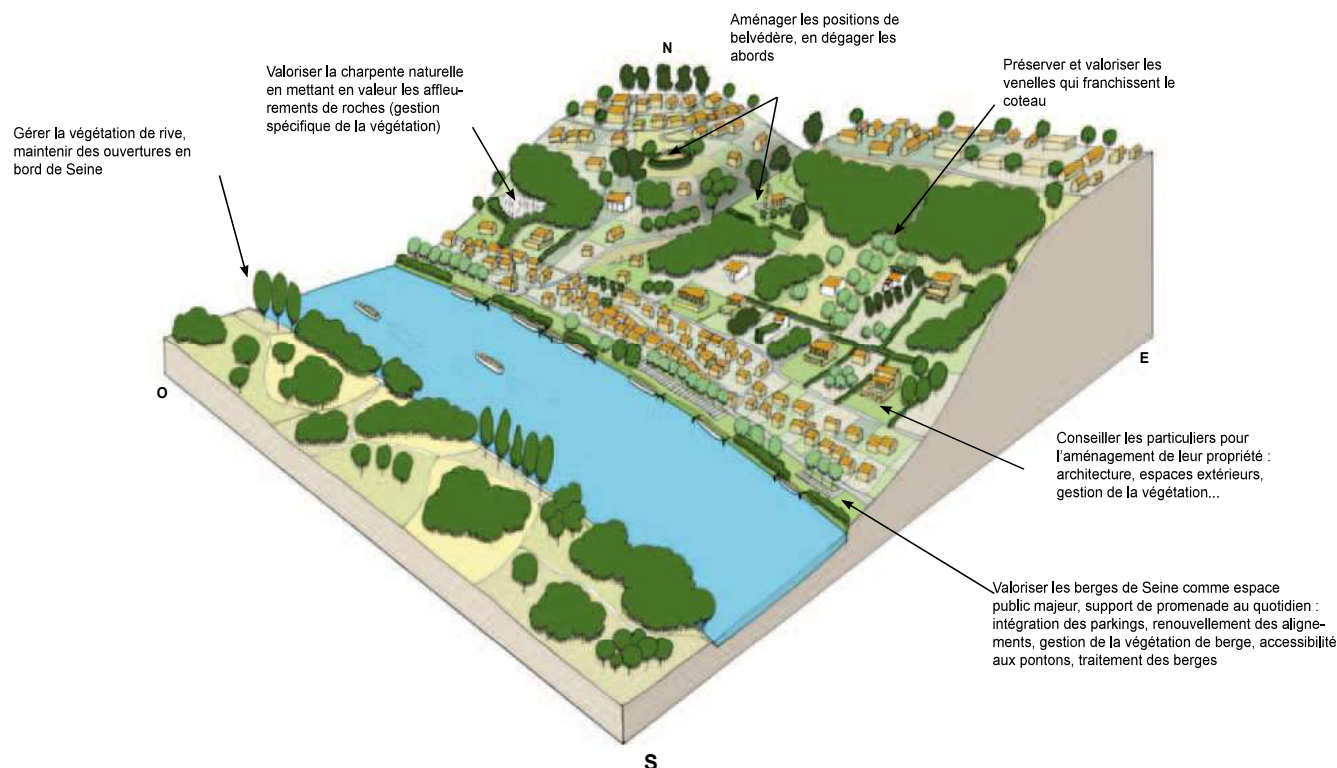 Aménager les positions de
belvédère, en dégager les
abords
N
Valoriser la charpente naturelle
en mettant en valeur les affleu-
rements de roches (gestion
spécifique de la végétation)
Préserver et valoriser les
venelles qui franchissent le
coteau
Gérer la végétation de rive,
maintenir des ouvertures en
bord de Seine
O
E
Conseiller les particuliers pour
l'aménagement de leur propriété :
architecture, espaces extérieurs,
gestion de la végétation...
Valoriser les berges de Seine comme espace
public majeur, support de promenade au quotidien :
intégration des parkings, renouvellement des aligne-
ments, gestion de la végétation de berge, accessibilité
aux pontons, traitement des berges
S